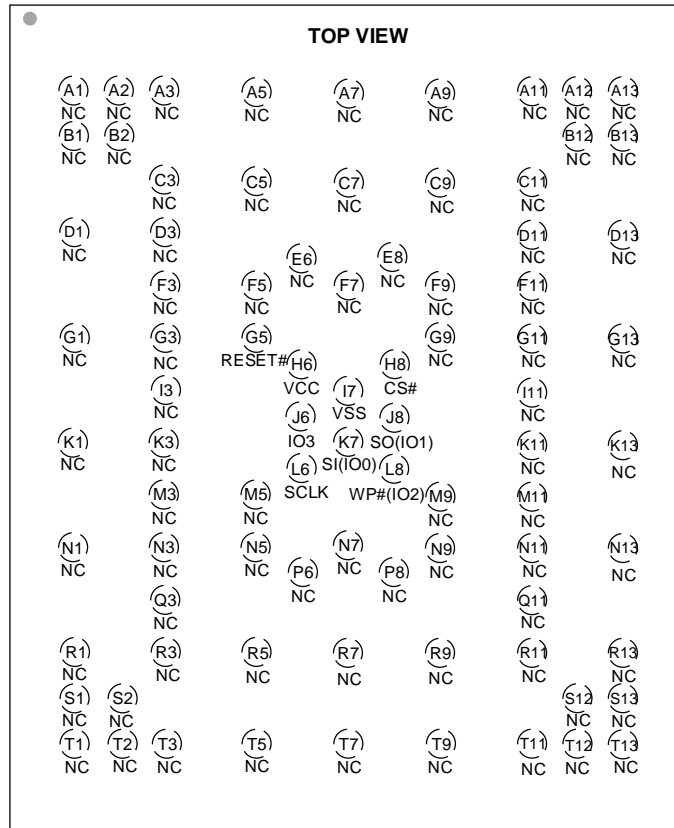 TOP VIEW
A1 A2 A3 A5 A7 A9 A11 A12 A13
NC NC NC NC NC NC NC NC NC
B1 B2 B12 B13
NC NC NC NC
C3 C5 C7 C9 C11
NC NC NC NC NC
D1 D3 D11 D13
NC NC NC NC
E6 E8
NC NC
F3 F5 F7 F9 F11
NC NC NC NC NC
G1 G3 G5 G9 G11 G13
NC NC RESET# NC NC NC
H6 H8
VCC CS#
I3 I7 I11
NC VSS NC
J6 J8
IO3 SO(IO1)
K1 K3 K7 K11 K13
NC NC SI(IO0) NC NC
L6 L8
SCLK WP#(IO2)
M3 M5 M9 M11
NC NC NC NC
N1 N3 N5 N7 N9 N11 N13
NC NC NC NC NC NC NC
P6 P8
NC NC
Q3 Q11
NC NC
R1 R3 R5 R7 R9 R11 R13
NC NC NC NC NC NC NC
S1 S2 S12 S13
NC NC NC NC
T1 T2 T3 T5 T7 T9 T11 T12 T13
NC NC NC NC NC NC NC NC NC